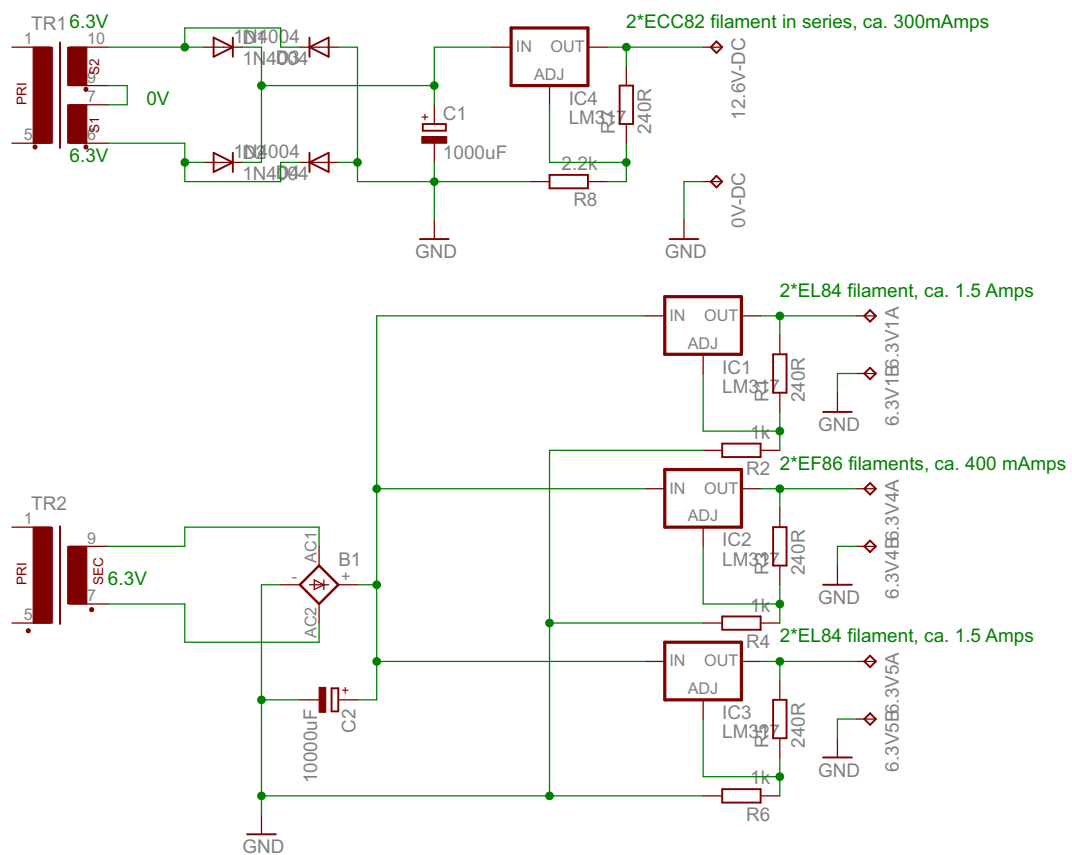 2*ECC82 filament in series, ca. 300mAmps
TR1
6.3V
1
10
PRI
S2
9
7
0V
S1
5
6
6.3V
D1
1N4004
D3
1N4004
D2
1N4004
D4
1N4004
+
C1
1000uF
IN OUT
ADJ
IC4
LM317
240R
2.2k
R8
12.6V-DC
0V-DC
GND
GND
2*EL84 filament, ca. 1.5 Amps
IN OUT
ADJ
IC1
LM317
R1
240R
1k
R2
6.3V1A
6.3V1B
GND
2*EF86 filaments, ca. 400 mAmps
IN OUT
ADJ
IC2
LM317
240R
1k
R4
6.3V4A
6.3V4B
GND
2*EL84 filament, ca. 1.5 Amps
IN OUT
ADJ
IC3
LM317
240R
1k
R6
6.3V5A
6.3V5B
GND
TR2
1
9
PRI
SEC
6.3V
5
7
AC1
B1
-
+
AC2
+
10000uF
C2
GND